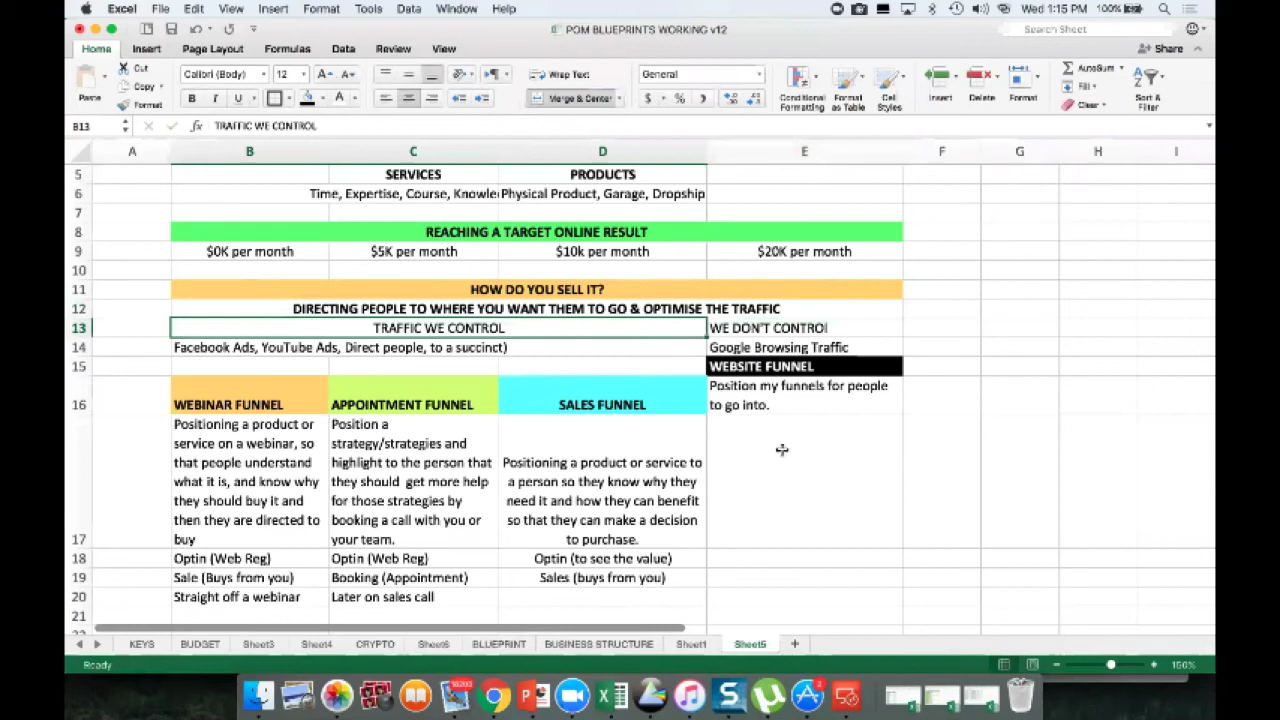 Excel File Edit View Insert Format Tools Data Window Help Wed 1:15 PM 100%
POM BLUEPRINTS WORKING v12 Search Sheet
Home Insert Page Layout Formulas Data Review View Share
Cut Copy Format Paste
Calibri (Body) 12 A A Wrap Text General AutoSum
B I U A Merge & Center $ % Fill Clear
Conditional Formatting Format as Table Cell Styles Insert Delete Format Sort & Filter
B13 fx TRAFFIC WE CONTROL
A B C D E F G H I
5 SERVICES PRODUCTS
6 Time, Expertise, Course, Knowle Physical Product, Garage, Dropship
7
8 REACHING A TARGET ONLINE RESULT
9 $0K per month $5K per month $10k per month $20K per month
10
11 HOW DO YOU SELL IT?
12 DIRECTING PEOPLE TO WHERE YOU WANT THEM TO GO & OPTIMISE THE TRAFFIC
13 TRAFFIC WE CONTROL WE DON'T CONTROL
14 Facebook Ads, YouTube Ads, Direct people, to a succinct) Google Browsing Traffic
15 WEBSITE FUNNEL
Position my funnels for people
16 WEBINAR FUNNEL APPOINTMENT FUNNEL SALES FUNNEL to go into.
Positioning a product or Position a
service on a webinar, so strategy/strategies and
that people understand highlight to the person that Positioning a product or service to
what it is, and know why they should get more help a person so they know why they
they should buy it and for those strategies by need it and how they can benefit
then they are directed to booking a call with you or so that they can make a decision
17 buy your team. to purchase.
18 Optin (Web Reg) Optin (Web Reg) Optin (to see the value)
19 Sale (Buys from you) Booking (Appointment) Sales (buys from you)
20 Straight off a webinar Later on sales call
21
KEYS BUDGET Sheet3 Sheet4 CRYPTO Sheet6 BLUEPRINT BUSINESS STRUCTURE Sheet1 Sheet5 +
Ready 150%